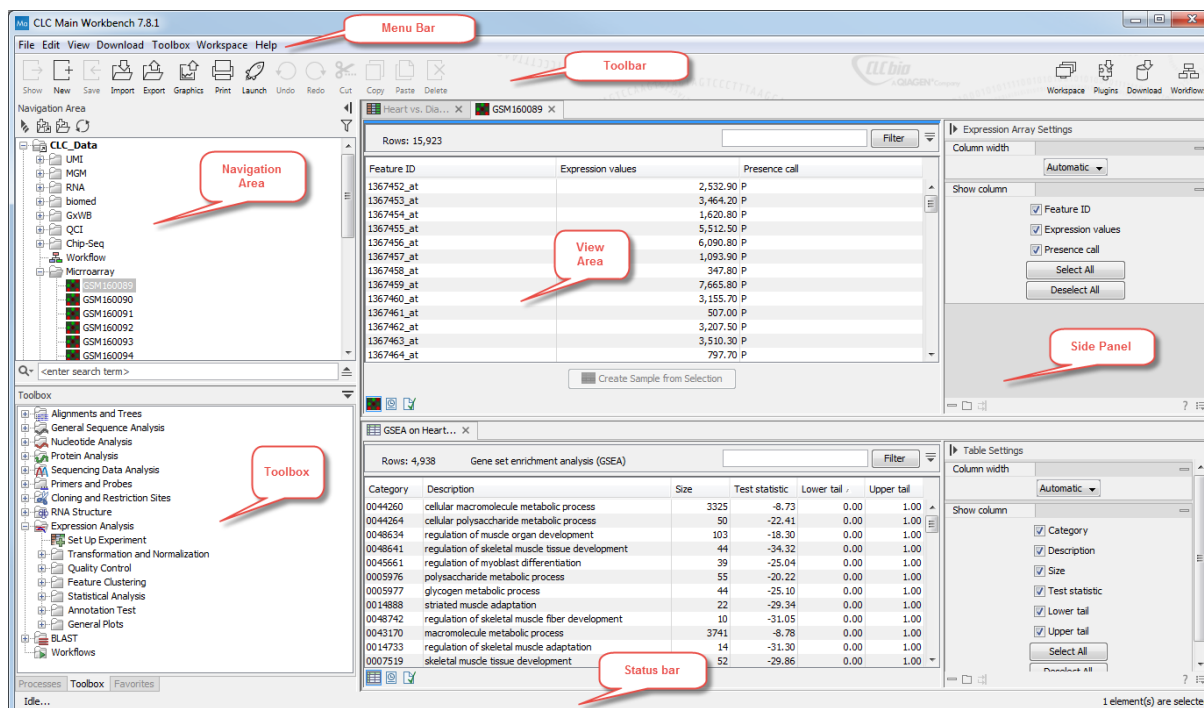 CLC Main Workbench 7.8.1
Menu Bar
File Edit View Download Toolbox Workspace Help
Toolbar
CLC bio
A QIAGEN Company
Show New Save Import Export Graphics Print Launch Undo Redo Cut Copy Paste Delete
Workspace Plugins Download Workflows
Navigation Area
CLC_Data
UMI
MGM
RNA
biomed
GxWB
QCI
Chip-Seq
Workflow
Microarray
GSM160089
GSM160090
GSM160091
GSM160092
GSM160093
GSM160094
Navigation
Area
<enter search term>
Toolbox
Alignments and Trees
General Sequence Analysis
Nucleotide Analysis
Protein Analysis
Sequencing Data Analysis
Primers and Probes
Cloning and Restriction Sites
RNA Structure
Expression Analysis
Set Up Experiment
Transformation and Normalization
Quality Control
Feature Clustering
Statistical Analysis
Annotation Test
General Plots
BLAST
Workflows
Toolbox
Processes Toolbox Favorites
Idle...
Heart vs. Dia... GSM160089
Rows: 15,923 Filter
Feature ID Expression values Presence call
1367452_at 2,532.90 P
1367453_at 3,464.20 P
1367454_at 1,620.80 P
1367455_at 5,512.50 P
1367456_at 6,090.80 P
1367457_at 1,093.90 P
1367458_at 347.80 P
1367459_at 7,665.80 P
1367460_at 3,155.70 P
1367461_at 507.00 P
1367462_at 3,207.50 P
1367463_at 3,510.30 P
1367464_at 797.70 P
View
Area
Create Sample from Selection
Expression Array Settings
Column width
Automatic
Show column
Feature ID
Expression values
Presence call
Select All
Deselect All
Side Panel
GSEA on Heart...
Rows: 4,938 Gene set enrichment analysis (GSEA) Filter
Category Description Size Test statistic Lower tail Upper tail
0044260 cellular macromolecule metabolic process 3325 -8.73 0.00 1.00
0044264 cellular polysaccharide metabolic process 50 -22.41 0.00 1.00
0048634 regulation of muscle organ development 103 -18.30 0.00 1.00
0048641 regulation of skeletal muscle tissue development 44 -34.32 0.00 1.00
0045661 regulation of myoblast differentiation 39 -25.04 0.00 1.00
0005976 polysaccharide metabolic process 55 -20.22 0.00 1.00
0005977 glycogen metabolic process 44 -25.10 0.00 1.00
0014888 striated muscle adaptation 22 -29.34 0.00 1.00
0048742 regulation of skeletal muscle fiber development 10 -31.05 0.00 1.00
0043170 macromolecule metabolic process 3741 -8.78 0.00 1.00
0014733 regulation of skeletal muscle adaptation 14 -31.30 0.00 1.00
0007519 skeletal muscle tissue development 52 -29.86 0.00 1.00
Status bar
Table Settings
Column width
Automatic
Show column
Category
Description
Size
Test statistic
Lower tail
Upper tail
Select All
Deselect All
1 element(s) are selecte